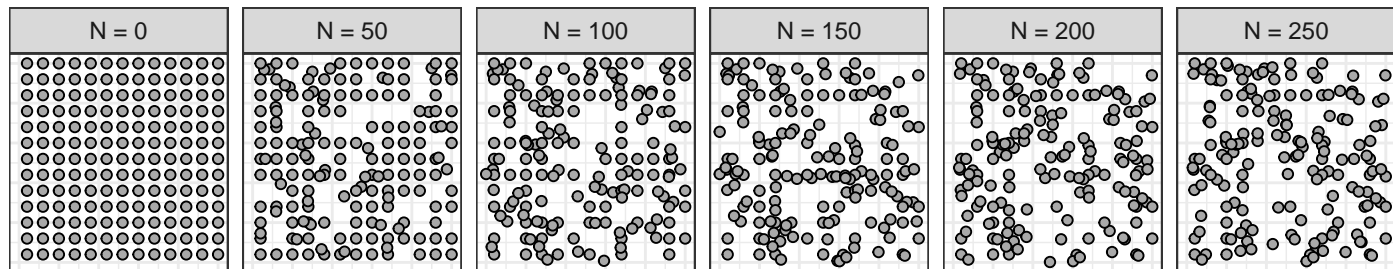 N = 0
N = 50
N = 100
N = 150
N = 200
N = 250